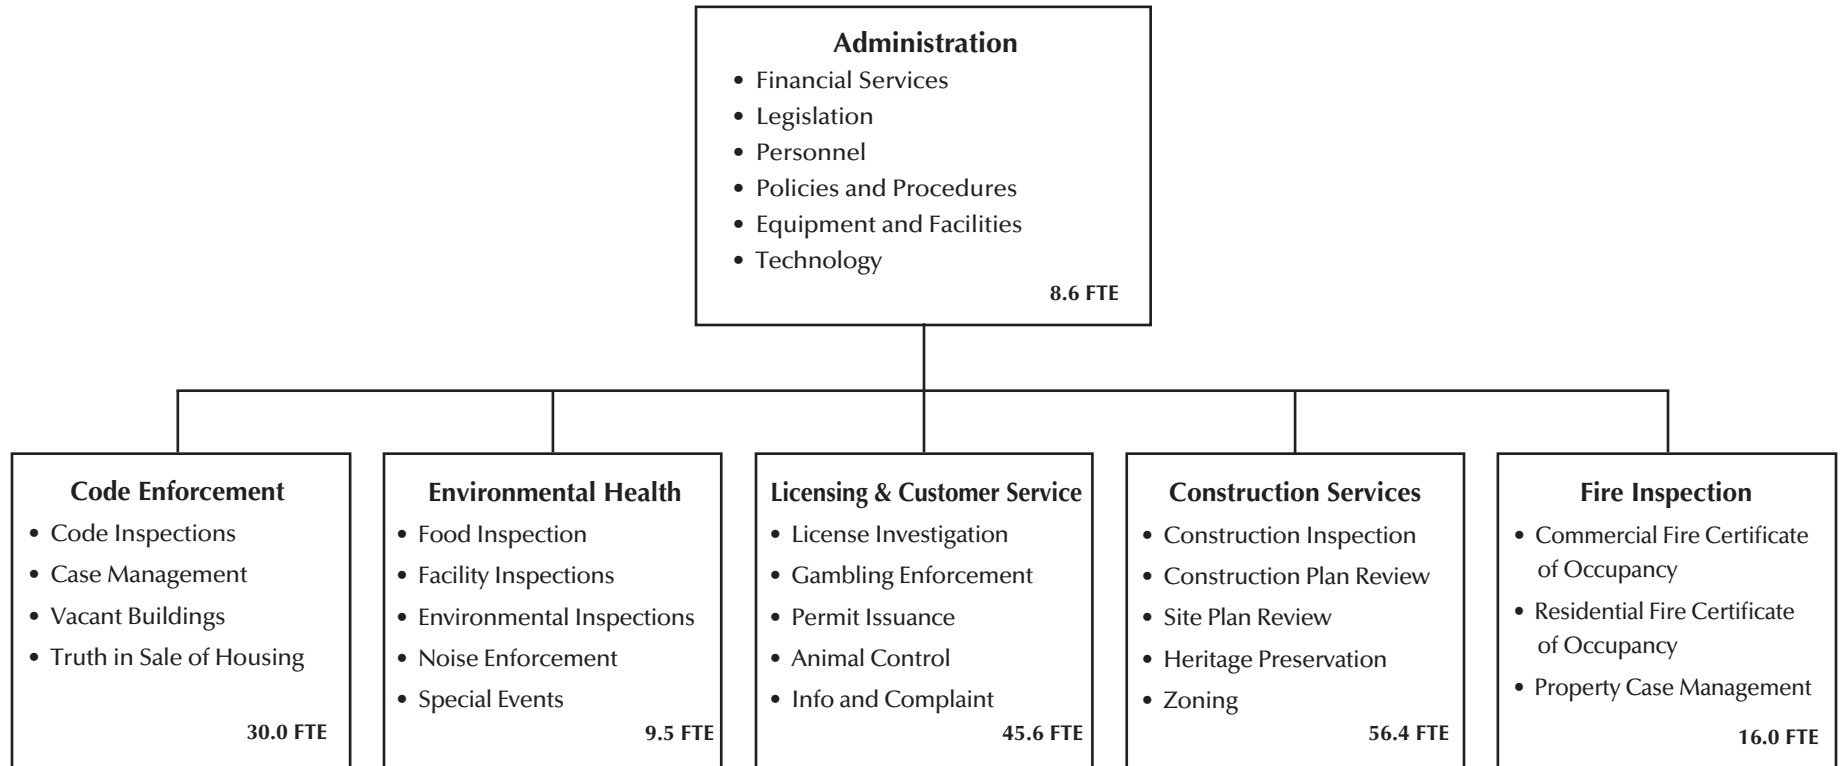 Administration
• Financial Services
• Legislation
• Personnel
• Policies and Procedures
• Equipment and Facilities
• Technology
8.6 FTE
Code Enforcement
• Code Inspections
• Case Management
• Vacant Buildings
• Truth in Sale of Housing
30.0 FTE
Environmental Health
• Food Inspection
• Facility Inspections
• Environmental Inspections
• Noise Enforcement
• Special Events
9.5 FTE
Licensing & Customer Service
• License Investigation
• Gambling Enforcement
• Permit Issuance
• Animal Control
• Info and Complaint
45.6 FTE
Construction Services
• Construction Inspection
• Construction Plan Review
• Site Plan Review
• Heritage Preservation
• Zoning
56.4 FTE
Fire Inspection
• Commercial Fire Certificate
of Occupancy
• Residential Fire Certificate
of Occupancy
• Property Case Management
16.0 FTE